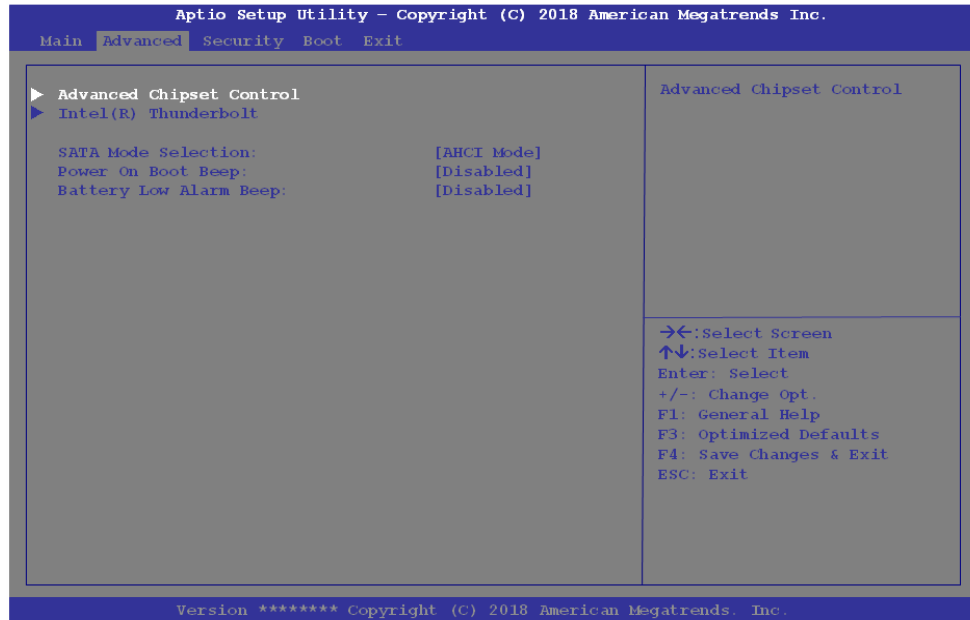 Aptio Setup Utility – Copyright (C) 2018 American Megatrends Inc.
Main Advanced Security Boot Exit
▶ Advanced Chipset Control
▶ Intel(R) Thunderbolt
SATA Mode Selection: [AHCI Mode]
Power On Boot Beep: [Disabled]
Battery Low Alarm Beep: [Disabled]
Advanced Chipset Control
→←:Select Screen
↑↓:Select Item
Enter: Select
+/-: Change Opt.
F1: General Help
F3: Optimized Defaults
F4: Save Changes & Exit
ESC: Exit
Version ******** Copyright (C) 2018 American Megatrends. Inc.